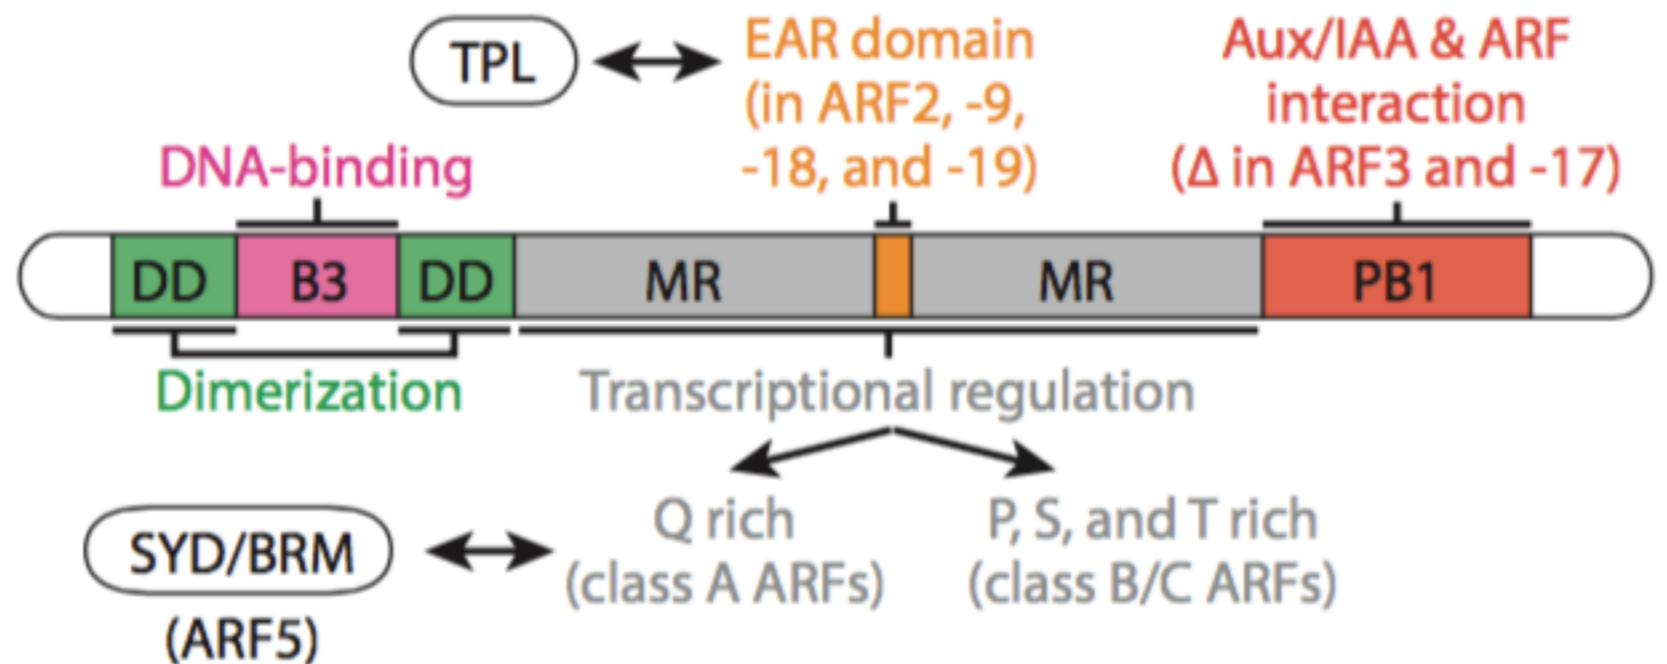 TPL
EAR domain
(in ARF2, -9,
-18, and -19)
Aux/IAA & ARF
interaction
(Δ in ARF3 and -17)
DNA-binding
DD
B3
DD
MR
MR
PB1
Dimerization
Transcriptional regulation
SYD/BRM
(ARF5)
Q rich
(class A ARFs)
P, S, and T rich
(class B/C ARFs)